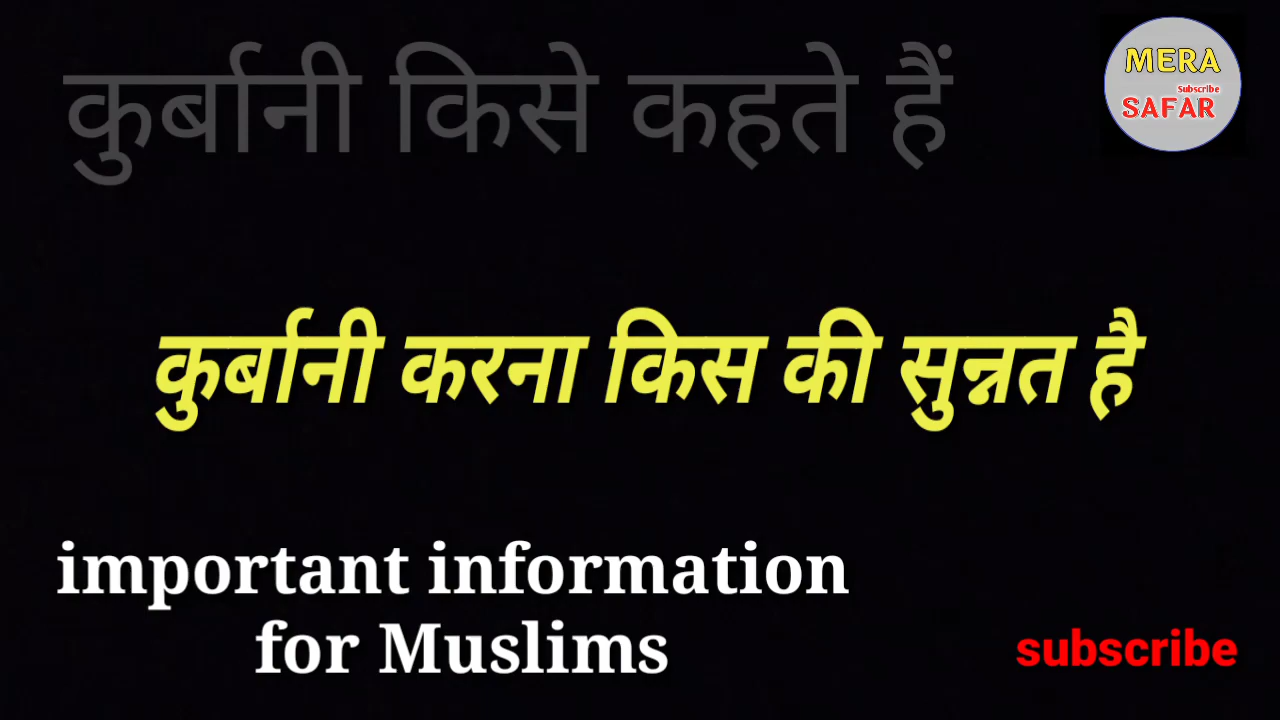 कुर्बानी किसे कहते हैं
MERA
Subscribe
SAFAR
कुर्बानी करना किस की सुन्नत है
important information
for Muslims
subscribe